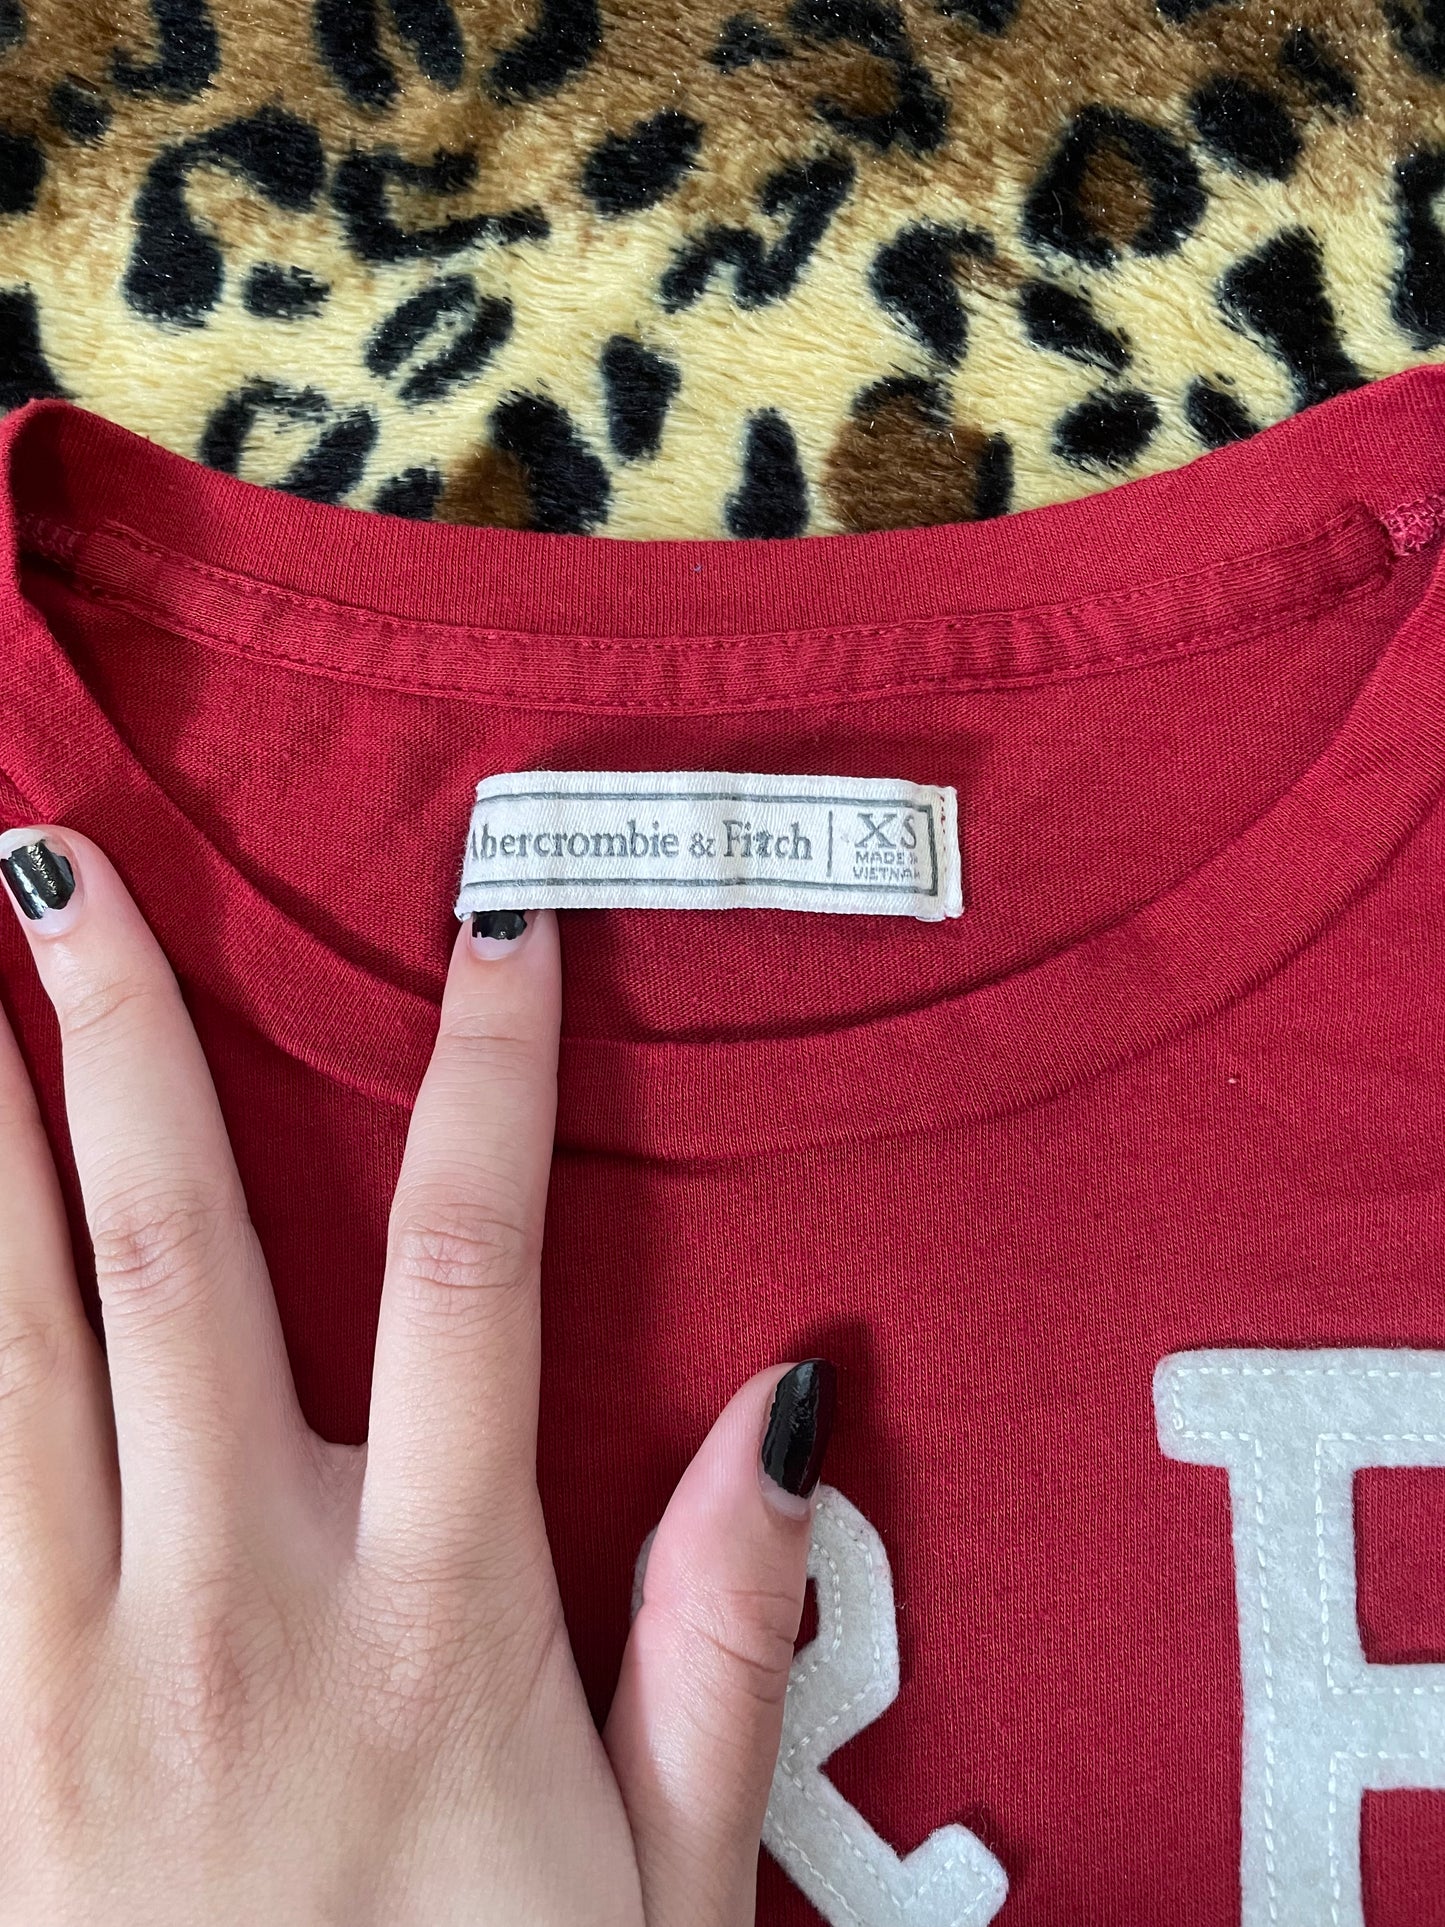 Abercrombie & Fitch
XS
MADE IN
VIETNAM
R E